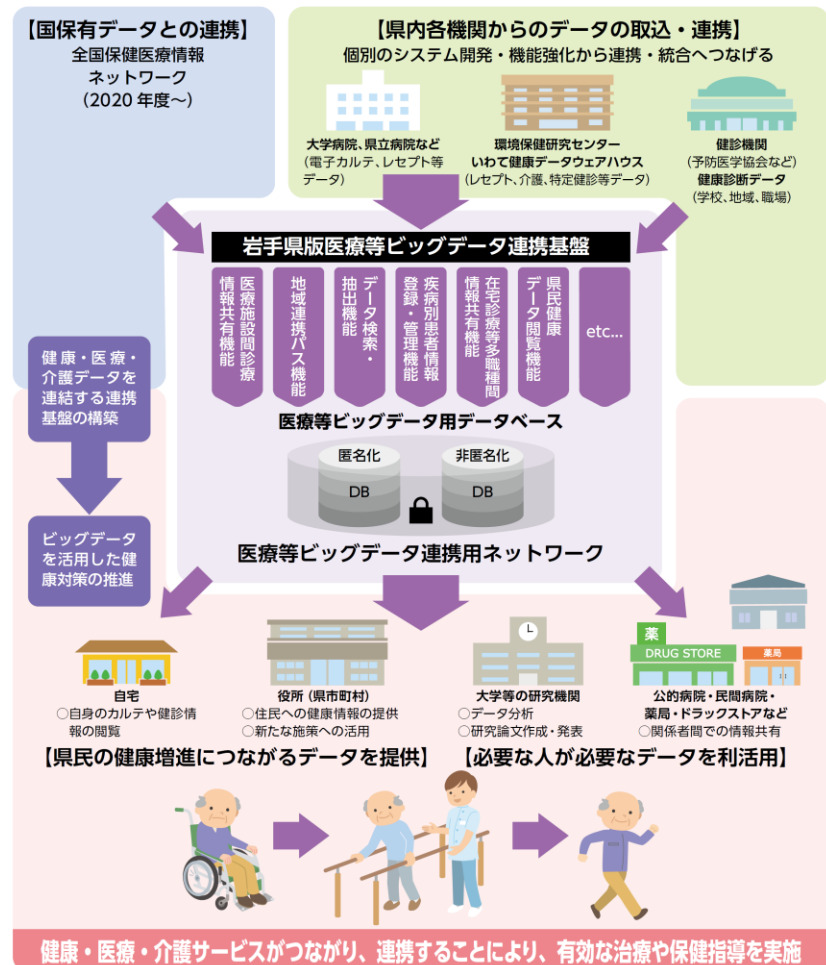 【国保有データとの連携】
全国保健医療情報
ネットワーク
(2020 年度〜)
【県内各機関からのデータの取込・連携】
個別のシステム開発・機能強化から連携・統合へつなげる
大学病院、県立病院など
(電子カルテ、レセプト等
データ)
環境保健研究センター
いわて健康データウェアハウス
(レセプト、介護、特定健診等データ)
健診機関
(予防医学協会など)
健康診断データ
(学校、地域、職場)
岩手県版医療等ビッグデータ連携基盤
医療施設間診療
情報共有機能
地域連携パス機能
データ検索・
抽出機能
疾病別患者情報
登録・管理機能
在宅診療等多職種間
情報共有機能
県民健康
データ閲覧機能
etc...
健康・医療・
介護データを
連結する連携
基盤の構築
医療等ビッグデータ用データベース
匿名化
DB
非匿名化
DB
医療等ビッグデータ連携用ネットワーク
ビッグデータ
を活用した健
康対策の推進
自宅
○自身のカルテや健診情
報の閲覧
役所（県市町村）
○住民への健康情報の提供
○新たな施策への活用
大学等の研究機関
○データ分析
○研究論文作成・発表
薬
DRUG STORE
薬局
公的病院・民間病院・
薬局・ドラックストアなど
○関係者間での情報共有
【県民の健康増進につながるデータを提供】
【必要な人が必要なデータを利活用】
健康・医療・介護サービスがつながり、連携することにより、有効な治療や保健指導を実施